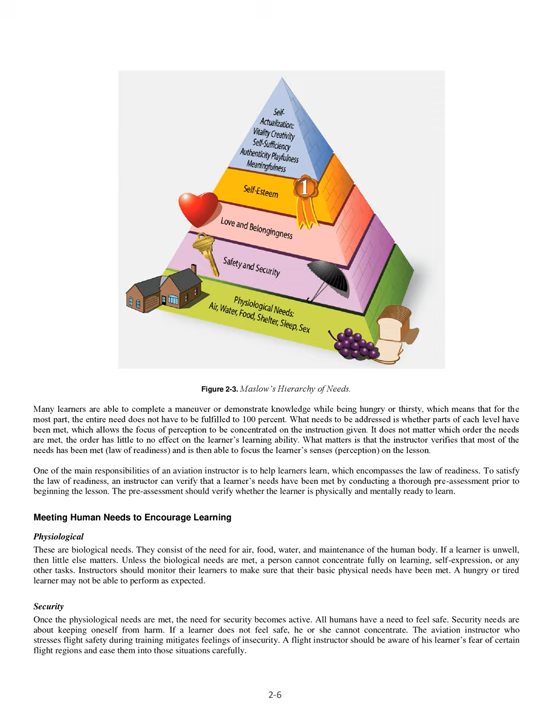 Self-
Actualization:
Vitality Creativity
Self-Sufficiency
Authenticity Playfulness
Meaningfulness
1
Self-Esteem
Love and Belongingness
Safety and Security
Physiological Needs:
Air, Water, Food, Shelter, Sleep, Sex
Figure 2-3. Maslow's Hierarchy of Needs.
Many learners are able to complete a maneuver or demonstrate knowledge while being hungry or thirsty, which means that for the
most part, the entire need does not have to be fulfilled to 100 percent. What needs to be addressed is whether parts of each level have
been met, which allows the focus of perception to be concentrated on the instruction given. It does not matter which order the needs
are met, the order has little to no effect on the learner's learning ability. What matters is that the instructor verifies that most of the
needs has been met (law of readiness) and is then able to focus the learner's senses (perception) on the lesson.
One of the main responsibilities of an aviation instructor is to help learners learn, which encompasses the law of readiness. To satisfy
the law of readiness, an instructor can verify that a learner's needs have been met by conducting a thorough pre-assessment prior to
beginning the lesson. The pre-assessment should verify whether the learner is physically and mentally ready to learn.
Meeting Human Needs to Encourage Learning
Physiological
These are biological needs. They consist of the need for air, food, water, and maintenance of the human body. If a learner is unwell,
then little else matters. Unless the biological needs are met, a person cannot concentrate fully on learning, self-expression, or any
other tasks. Instructors should monitor their learners to make sure that their basic physical needs have been met. A hungry or tired
learner may not be able to perform as expected.
Security
Once the physiological needs are met, the need for security becomes active. All humans have a need to feel safe. Security needs are
about keeping oneself from harm. If a learner does not feel safe, he or she cannot concentrate. The aviation instructor who
stresses flight safety during training mitigates feelings of insecurity. A flight instructor should be aware of his learner's fear of certain
flight regions and ease them into those situations carefully.
2-6